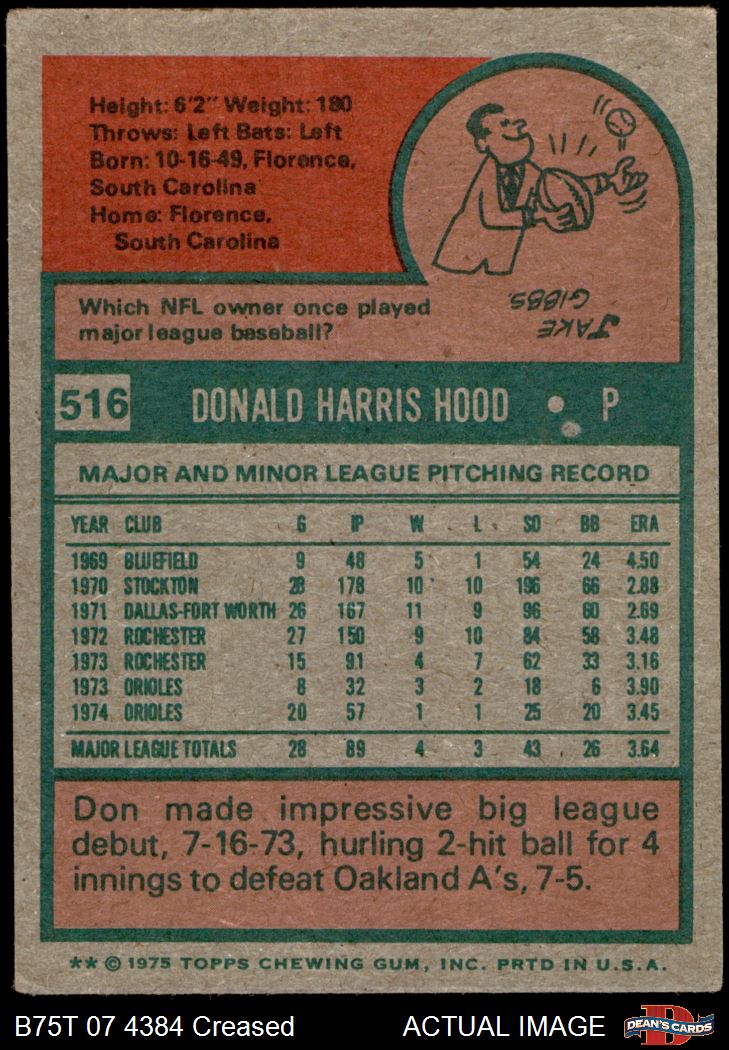 Height: 6'2" Weight: 180
Throws: Left Bats: Left
Born: 10-16-49, Florence,
South Carolina
Home: Florence,
South Carolina
Which NFL owner once played
major league baseball?
JAKE
GIBBS
516 DONALD HARRIS HOOD • P
MAJOR AND MINOR LEAGUE PITCHING RECORD
YEAR CLUB G IP W L SO BB ERA
1969 BLUEFIELD 9 48 5 1 54 24 4.50
1970 STOCKTON 28 178 10 10 196 66 2.88
1971 DALLAS-FORT WORTH 26 167 11 9 96 60 2.69
1972 ROCHESTER 27 150 9 10 84 58 3.48
1973 ROCHESTER 15 91 4 7 62 33 3.16
1973 ORIOLES 8 32 3 2 18 6 3.90
1974 ORIOLES 20 57 1 1 25 20 3.45
MAJOR LEAGUE TOTALS 28 89 4 3 43 26 3.64
Don made impressive big league
debut, 7-16-73, hurling 2-hit ball for 4
innings to defeat Oakland A's, 7-5.
** © 1975 TOPPS CHEWING GUM, INC. PRTD IN U.S.A.
B75T 07 4384 Creased ACTUAL IMAGE
D
DEAN'S CARDS